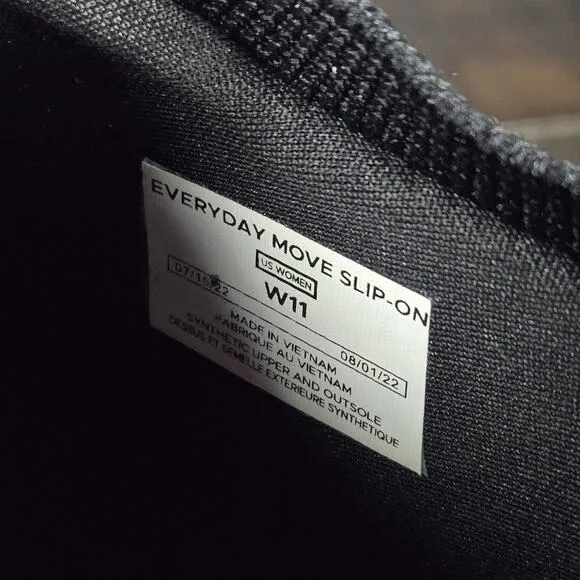 EVERYDAY MOVE SLIP-ON
US WOMEN
W11
07/15/22 08/01/22
MADE IN VIETNAM
FABRIQUE AU VIETNAM
SYNTHETIC UPPER AND OUTSOLE
DESSUS ET SEMELLE EXTERIEURE SYNTHETIQUE